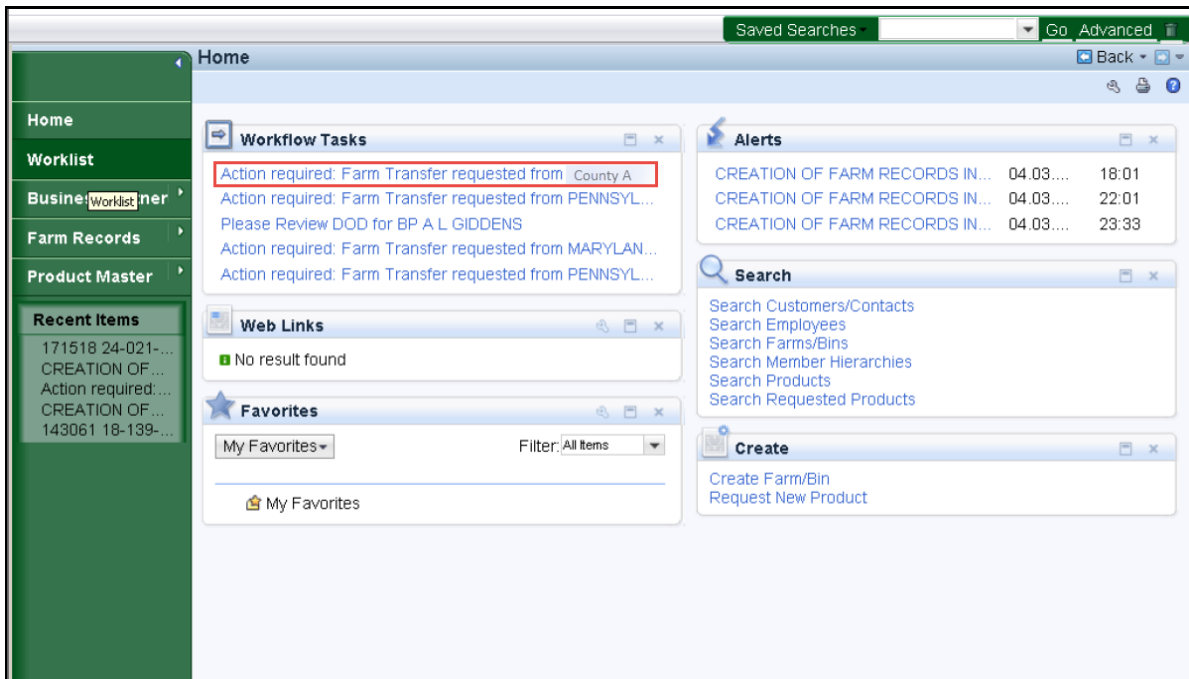 Saved Searches Go Advanced
Home Back
Home
Worklist
Busine Worklist ner
Farm Records
Product Master
Recent Items
171518 24-021-...
CREATION OF...
Action required:...
CREATION OF...
143061 18-139-...
Workflow Tasks
Action required: Farm Transfer requested from County A
Action required: Farm Transfer requested from PENNSYL...
Please Review DOD for BP A L GIDDENS
Action required: Farm Transfer requested from MARYLAN...
Action required: Farm Transfer requested from PENNSYL...
Web Links
No result found
Favorites
My Favorites Filter: All Items
My Favorites
Alerts
CREATION OF FARM RECORDS IN... 04.03.... 18:01
CREATION OF FARM RECORDS IN... 04.03.... 22:01
CREATION OF FARM RECORDS IN... 04.03.... 23:33
Search
Search Customers/Contacts
Search Employees
Search Farms/Bins
Search Member Hierarchies
Search Products
Search Requested Products
Create
Create Farm/Bin
Request New Product